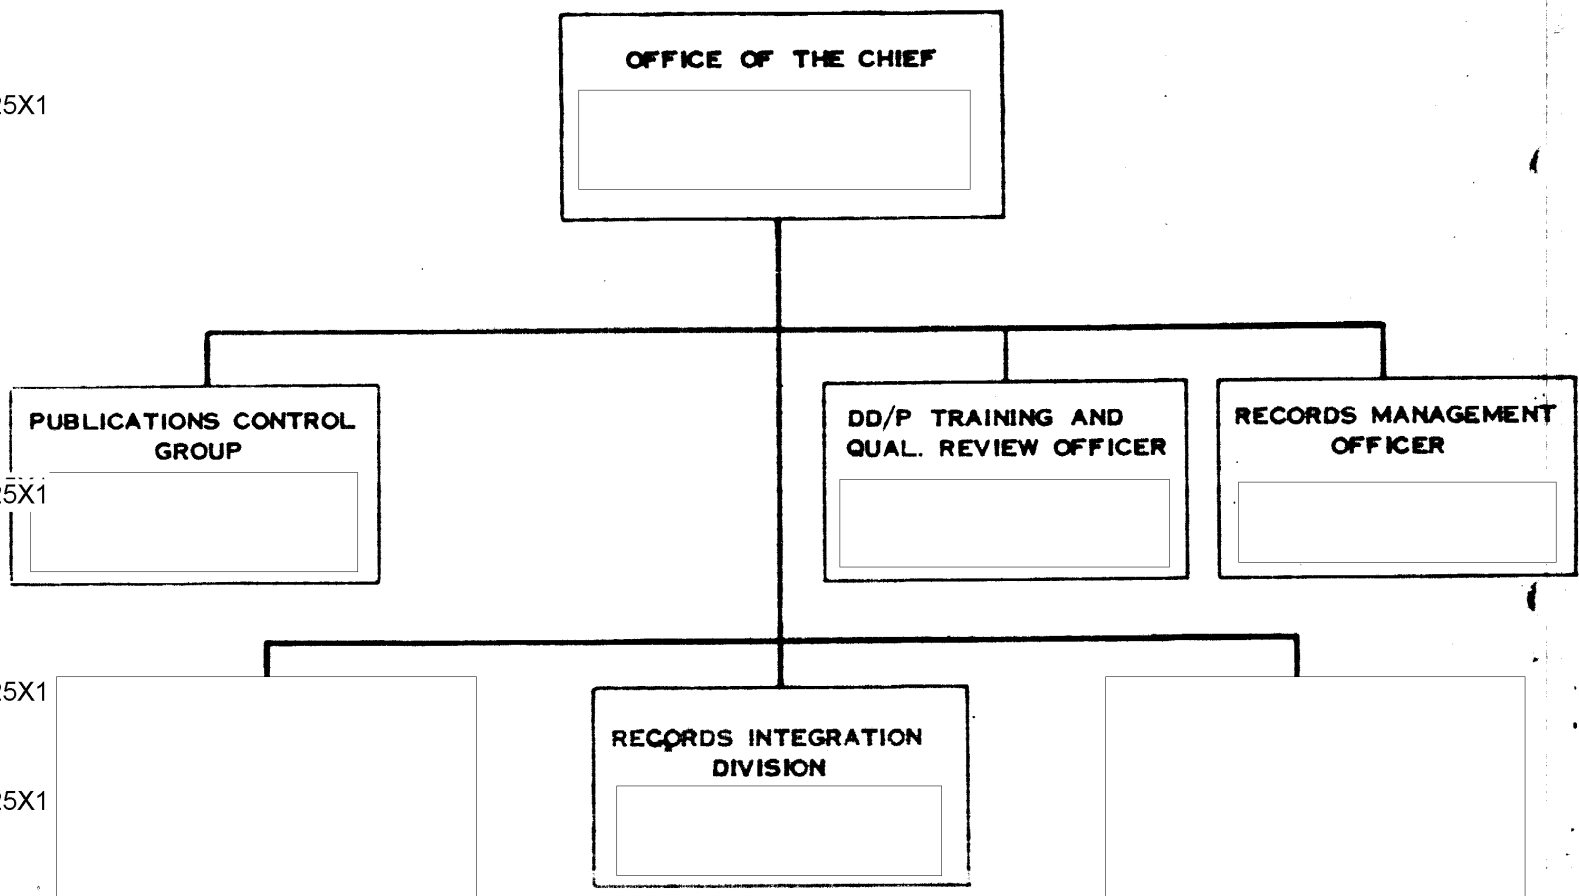 OFFICE OF THE CHIEF
25X1
PUBLICATIONS CONTROL
GROUP
25X1
DD/P TRAINING AND
QUAL. REVIEW OFFICER
RECORDS MANAGEMENT
OFFICER
25X1
RECORDS INTEGRATION
DIVISION
25X1